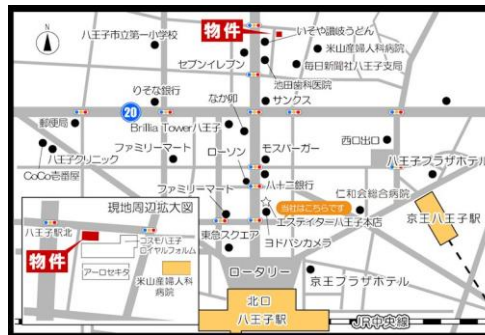 物件
いそや讃岐うどん
八王子市立第一小学校
米山産婦人科病院
セブンイレブン
毎日新聞社八王子支局
池田歯科医院
りそな銀行
サンクス
なか卯
20
郵便局
Brillia Tower八王子
西口出口
モスバーガー
ファミリーマート
ローソン
八王子クリニック
八王子プラザホテル
CoCo壱番屋
八十二銀行
仁和会総合病院
ファミリーマート
当社はこちらです
エステイター八王子本店
京王八王子駅
現地周辺拡大図
八王子駅北
東急スクエア
ヨドバシカメラ
コスモ八王子
ロイヤルフォルム
物件
アーロセキタ
米山産婦人科
病院
ロータリー
京王プラザホテル
北口
八王子駅
JR中央線